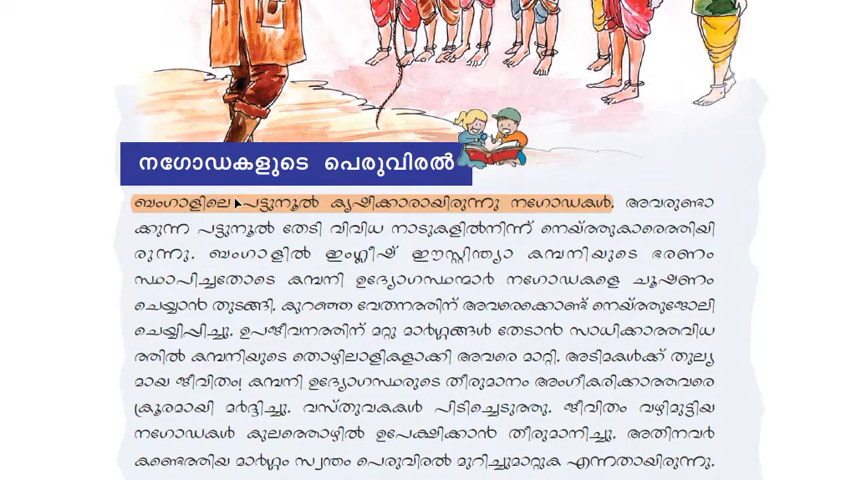 നഗോഡകളുടെ പെരുവിരൽ
ബംഗാളിലെ പട്ടുനൂൽ കൃഷിക്കാരായിരുന്നു നഗോഡകൾ. അവരുണ്ടാ
ക്കുന്ന പട്ടുനൂൽ തേടി വിവിധ നാടുകളിൽനിന്ന് നെയ്ത്തുകാരെത്തിയി
രുന്നു. ബംഗാളിൽ ഇംഗ്ലീഷ് ഈസ്റ്റിന്ത്യാ കമ്പനിയുടെ ഭരണം
സ്ഥാപിച്ചതോടെ കമ്പനി ഉദ്യോഗസ്ഥന്മാർ നഗോഡകളെ ചൂഷണം
ചെയ്യാൻ തുടങ്ങി. കുറഞ്ഞ വേതനത്തിന് അവരെക്കൊണ്ട് നെയ്ത്തുജോലി
ചെയ്യിപ്പിച്ചു. ഉപജീവനത്തിന് മറ്റു മാർഗ്ഗങ്ങൾ തേടാൻ സാധിക്കാത്തവിധ
ത്തിൽ കമ്പനിയുടെ തൊഴിലാളികളാക്കി അവരെ മാറ്റി. അടിമകൾക്ക് തുല്യ
മായ ജീവിതം! കമ്പനി ഉദ്യോഗസ്ഥരുടെ തീരുമാനം അംഗീകരിക്കാത്തവരെ
ക്രൂരമായി മർദ്ദിച്ചു. വസ്തുവകകൾ പിടിച്ചെടുത്തു. ജീവിതം വഴിമുട്ടിയ
നഗോഡകൾ കുലത്തൊഴിൽ ഉപേക്ഷിക്കാൻ തീരുമാനിച്ചു. അതിനവർ
കണ്ടെത്തിയ മാർഗ്ഗം സ്വന്തം പെരുവിരൽ മുറിച്ചുമാറ്റുക എന്നതായിരുന്നു.